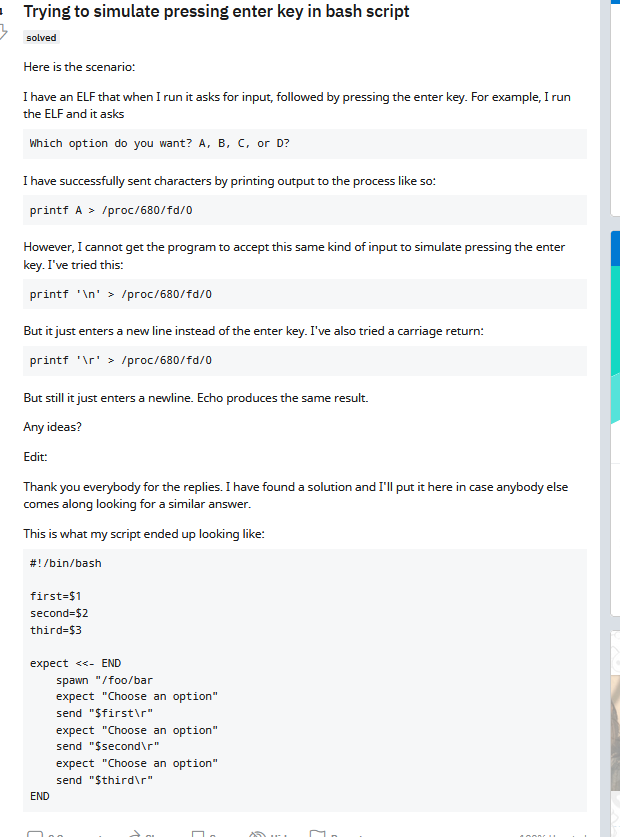 Trying to simulate pressing enter key in bash script
solved
Here is the scenario:
I have an ELF that when I run it asks for input, followed by pressing the enter key. For example, I run
the ELF and it asks
Which option do you want? A, B, C, or D?
I have successfully sent characters by printing output to the process like so:
printf A > /proc/680/fd/0
However, I cannot get the program to accept this same kind of input to simulate pressing the enter
key. I've tried this:
printf '\n' > /proc/680/fd/0
But it just enters a new line instead of the enter key. I've also tried a carriage return:
printf '\r' > /proc/680/fd/0
But still it just enters a newline. Echo produces the same result.
Any ideas?
Edit:
Thank you everybody for the replies. I have found a solution and I'll put it here in case anybody else
comes along looking for a similar answer.
This is what my script ended up looking like:
#!/bin/bash
first=$1
second=$2
third=$3
expect <<- END
spawn "/foo/bar
expect "Choose an option"
send "$first\r"
expect "Choose an option"
send "$second\r"
expect "Choose an option"
send "$third\r"
END